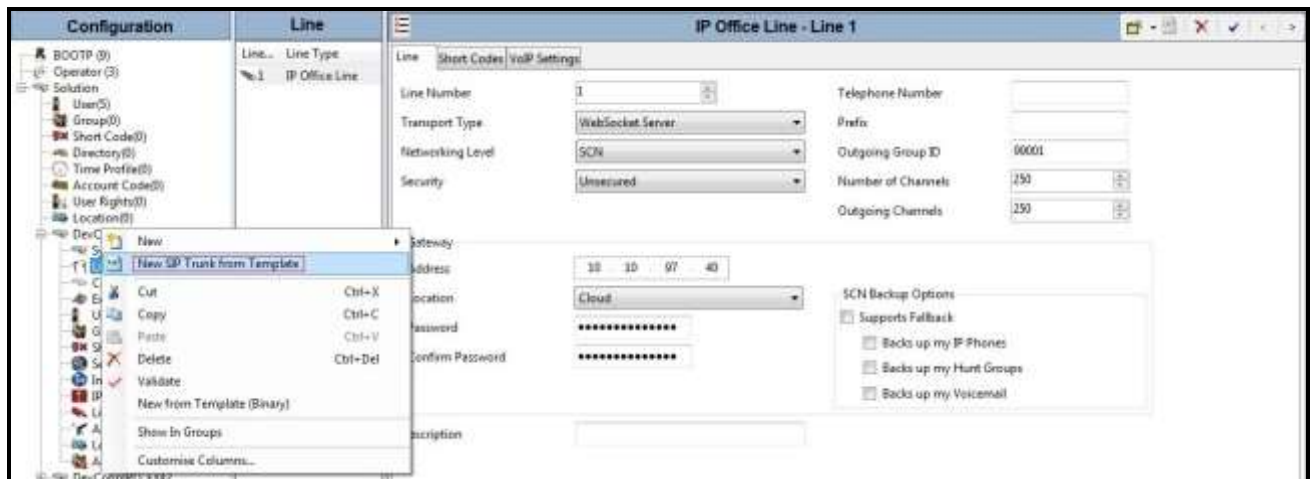 Configuration
BOOTP (9)
Operator (3)
Solution
User(5)
Group(0)
Short Code(0)
Directory(0)
Time Profile(0)
Account Code(0)
User Rights(0)
Location(0)
Line
Line... Line Type
1 IP Office Line
IP Office Line - Line 1
Line Short Codes VoIP Settings
Line Number 1
Transport Type WebSocket Server
Networking Level SCN
Security Unsecured
Telephone Number
Prefix
Outgoing Group ID 99001
Number of Channels 250
Outgoing Channels 250
Gateway
Address 10 10 97 40
Location Cloud
Password ••••••••••••••
Confirm Password ••••••••••••••
SCN Backup Options
Supports Fallback
Backs up my IP Phones
Backs up my Hunt Groups
Backs up my Voicemail
New
New SIP Trunk from Template
Cut Ctrl+X
Copy Ctrl+C
Paste Ctrl+V
Delete Ctrl+Del
Validate
New from Template (Binary)
Show In Groups
Customise Columns...